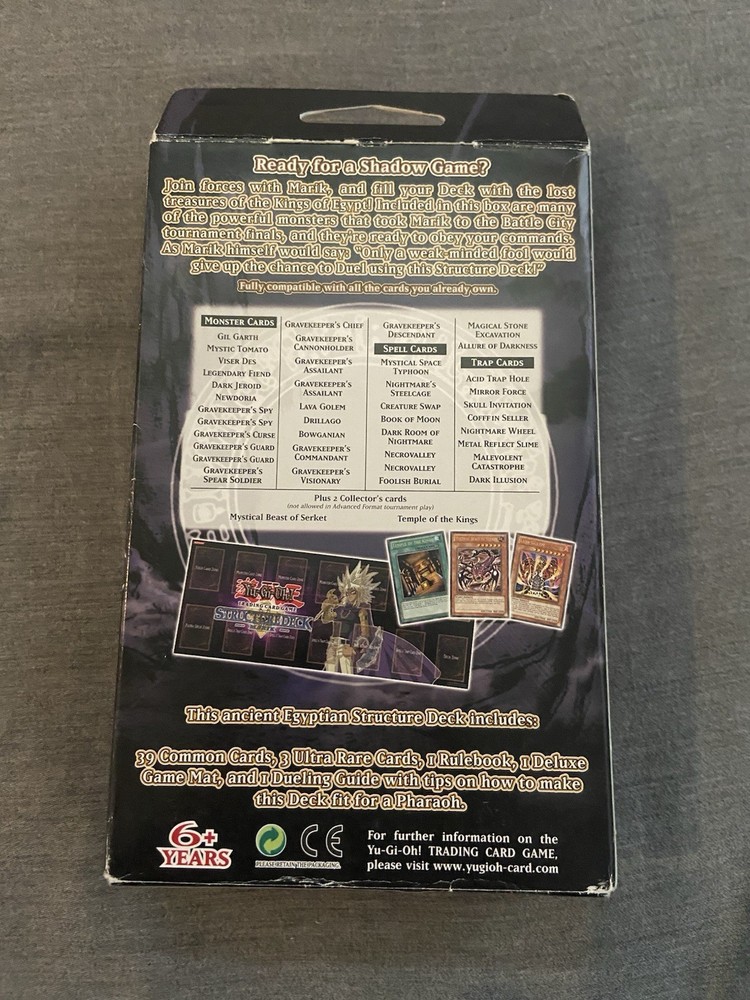 Ready for a Shadow Game?
Join forces with Marik, and fill your Deck with the lost
treasures of the Kings of Egypt! Included in this box are many
of the powerful monsters that took Marik to the Battle City
tournament finals, and they're ready to obey your commands.
As Marik himself would say: "Only a weak-minded fool would
give up the chance to Duel using this Structure Deck!"
Fully compatible with all the cards you already own.
MONSTER CARDS
GIL GARTH
MYSTIC TOMATO
VISER DES
LEGENDARY FIEND
DARK JEROID
NEWDORIA
GRAVEKEEPER'S SPY
GRAVEKEEPER'S SPY
GRAVEKEEPER'S CURSE
GRAVEKEEPER'S GUARD
GRAVEKEEPER'S GUARD
GRAVEKEEPER'S
SPEAR SOLDIER
GRAVEKEEPER'S CHIEF
GRAVEKEEPER'S
CANNONHOLDER
GRAVEKEEPER'S
ASSAILANT
GRAVEKEEPER'S
ASSAILANT
LAVA GOLEM
DRILLAGO
BOWGANIAN
GRAVEKEEPER'S
COMMANDANT
GRAVEKEEPER'S
VISIONARY
GRAVEKEEPER'S
DESCENDANT
SPELL CARDS
MYSTICAL SPACE
TYPHOON
NIGHTMARE'S
STEELCAGE
CREATURE SWAP
BOOK OF MOON
DARK ROOM OF
NIGHTMARE
NECROVALLEY
NECROVALLEY
FOOLISH BURIAL
MAGICAL STONE
EXCAVATION
ALLURE OF DARKNESS
TRAP CARDS
ACID TRAP HOLE
MIRROR FORCE
SKULL INVITATION
COFFIN SELLER
NIGHTMARE WHEEL
METAL REFLECT SLIME
MALEVOLENT
CATASTROPHE
DARK ILLUSION
Plus 2 Collector's cards
(not allowed in Advanced Format tournament play)
Mystical Beast of Serket Temple of the Kings
Yu-Gi-Oh!
TRADING CARD GAME
STRUCTURE DECK
This ancient Egyptian Structure Deck includes:
39 Common Cards, 3 Ultra Rare Cards, 1 Rulebook, 1 Deluxe
Game Mat, and 1 Dueling Guide with tips on how to make
this Deck fit for a Pharaoh.
6+
YEARS
PLEASE RETAIN THE PACKAGING
CE
For further information on the
Yu-Gi-Oh! TRADING CARD GAME,
please visit www.yugioh-card.com